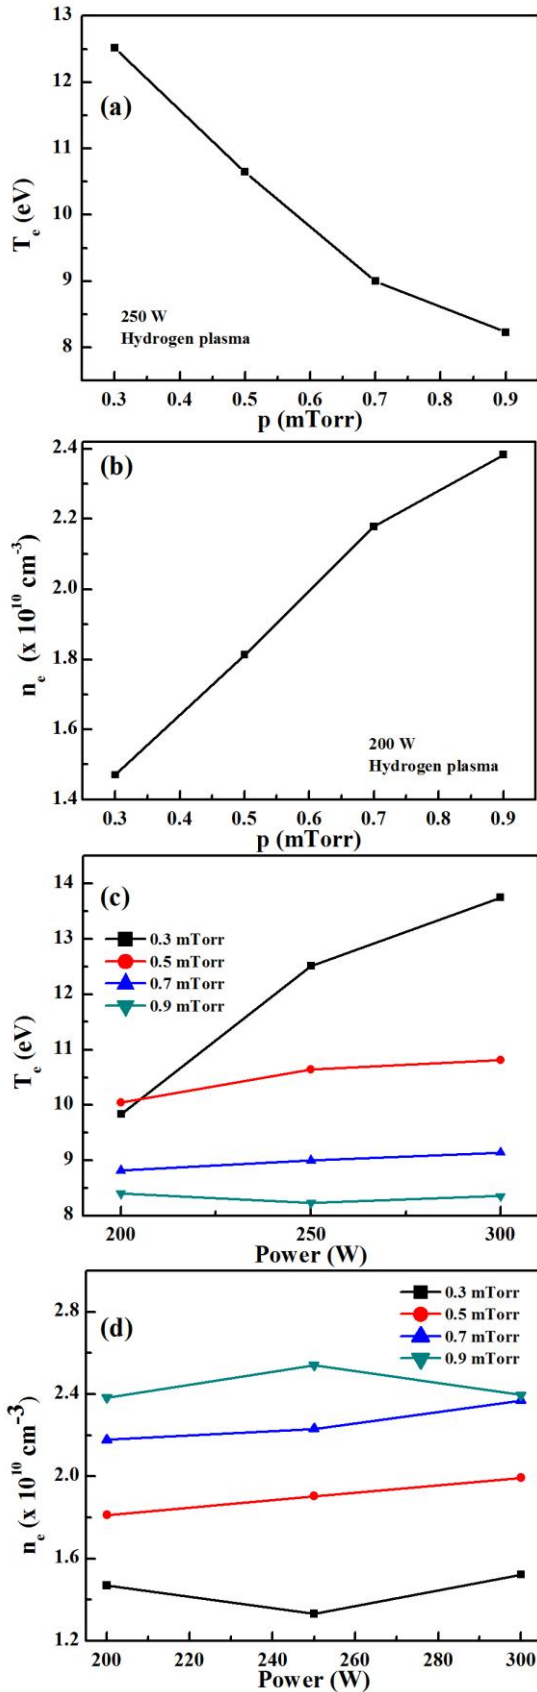 13
12
11
10
9
8
T_e (eV)
(a)
250 W
Hydrogen plasma
0.3 0.4 0.5 0.6 0.7 0.8 0.9
p (mTorr)
2.4
2.2
2.0
1.8
1.6
1.4
n_e (x 10^10 cm^-3)
(b)
200 W
Hydrogen plasma
0.3 0.4 0.5 0.6 0.7 0.8 0.9
p (mTorr)
14
13
12
11
10
9
8
T_e (eV)
(c)
0.3 mTorr
0.5 mTorr
0.7 mTorr
0.9 mTorr
200 250 300
Power (W)
2.8
2.4
2.0
1.6
1.2
n_e (x 10^10 cm^-3)
(d)
0.3 mTorr
0.5 mTorr
0.7 mTorr
0.9 mTorr
200 220 240 260 280 300
Power (W)